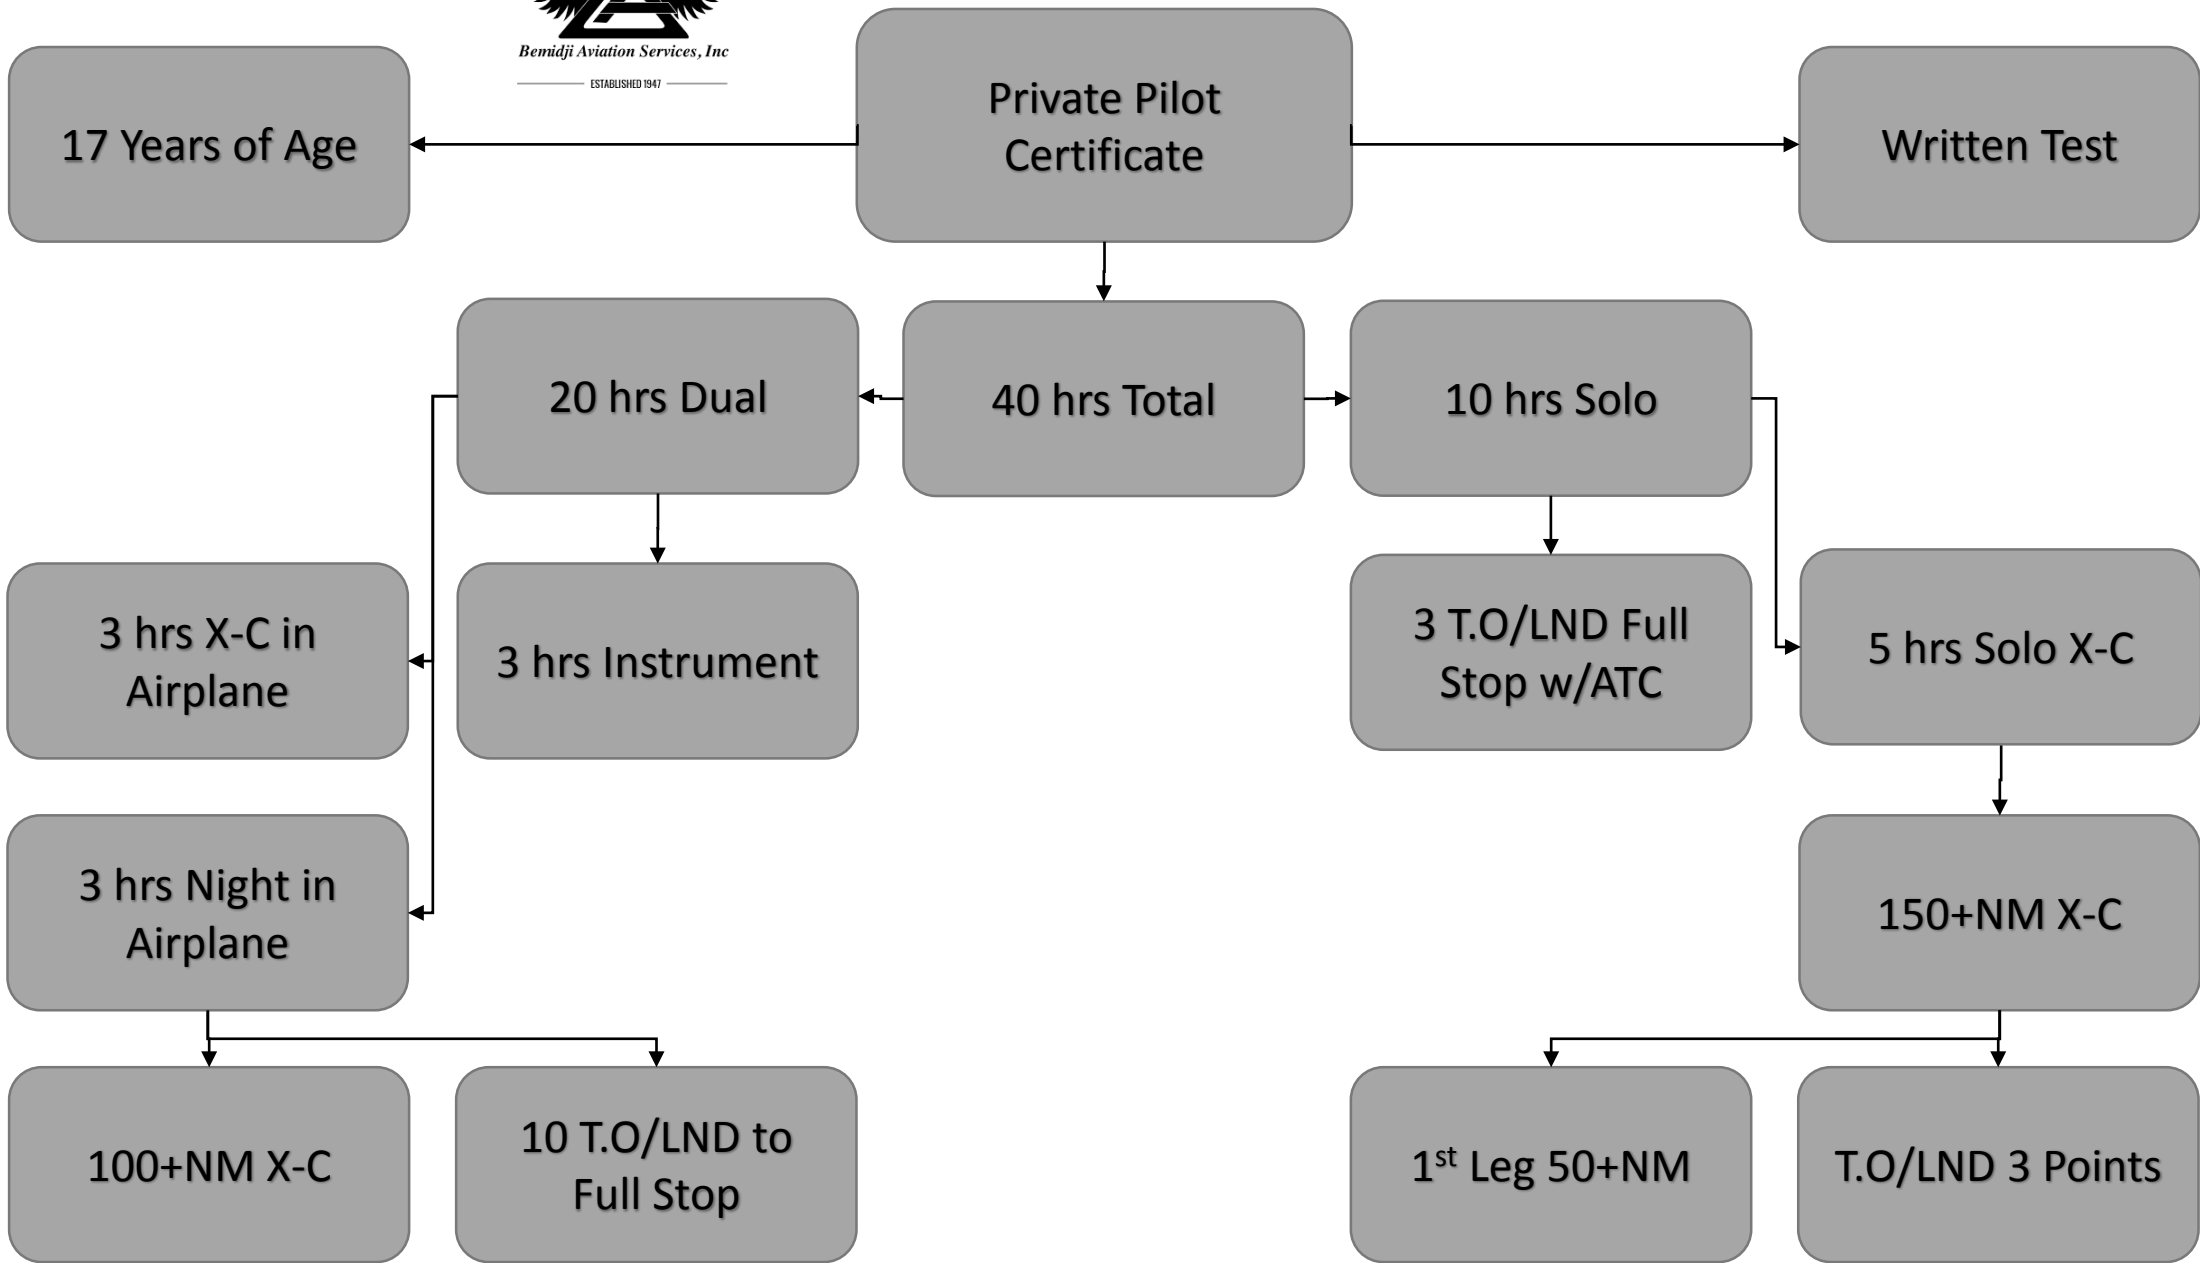 Bemidji Aviation Services, Inc
ESTABLISHED 1947
Private Pilot
Certificate
17 Years of Age
Written Test
20 hrs Dual
40 hrs Total
10 hrs Solo
3 hrs X-C in
Airplane
3 hrs Instrument
3 T.O/LND Full
Stop w/ATC
5 hrs Solo X-C
3 hrs Night in
Airplane
150+NM X-C
100+NM X-C
10 T.O/LND to
Full Stop
1st Leg 50+NM
T.O/LND 3 Points